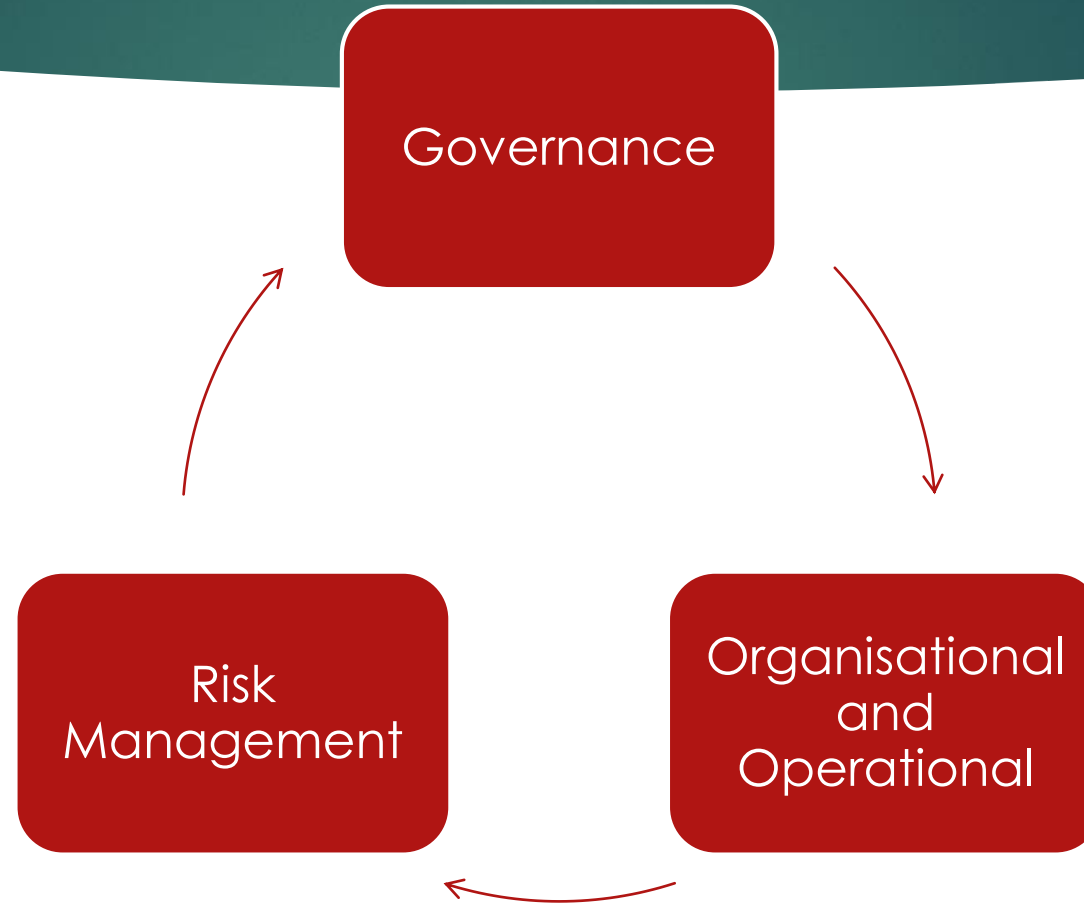 Governance
Risk
Management
Organisational
and
Operational